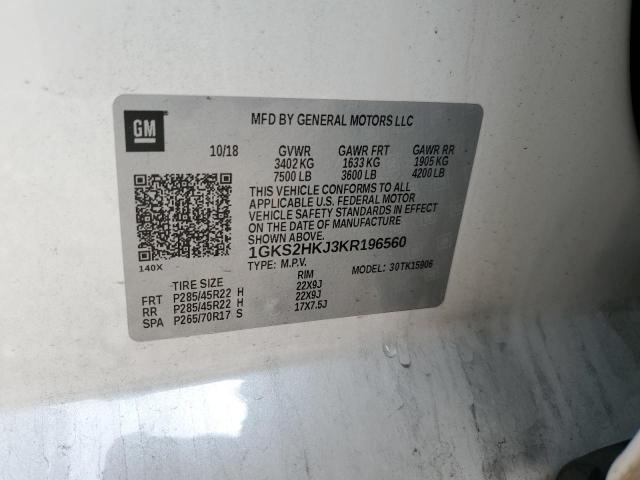 GM
MFD BY GENERAL MOTORS LLC
10/18 GVWR GAWR FRT GAWR RR
3402 KG 1633 KG 1905 KG
7500 LB 3600 LB 4200 LB
THIS VEHICLE CONFORMS TO ALL
APPLICABLE U.S. FEDERAL MOTOR
VEHICLE SAFETY STANDARDS IN EFFECT
ON THE DATE OF MANUFACTURE
SHOWN ABOVE.
1GKS2HKJ3KR196560
140X
TYPE: M.P.V. MODEL: 30TK15906
TIRE SIZE RIM
FRT P285/45R22 H 22X9J
RR P285/45R22 H 22X9J
SPA P265/70R17 S 17X7.5J